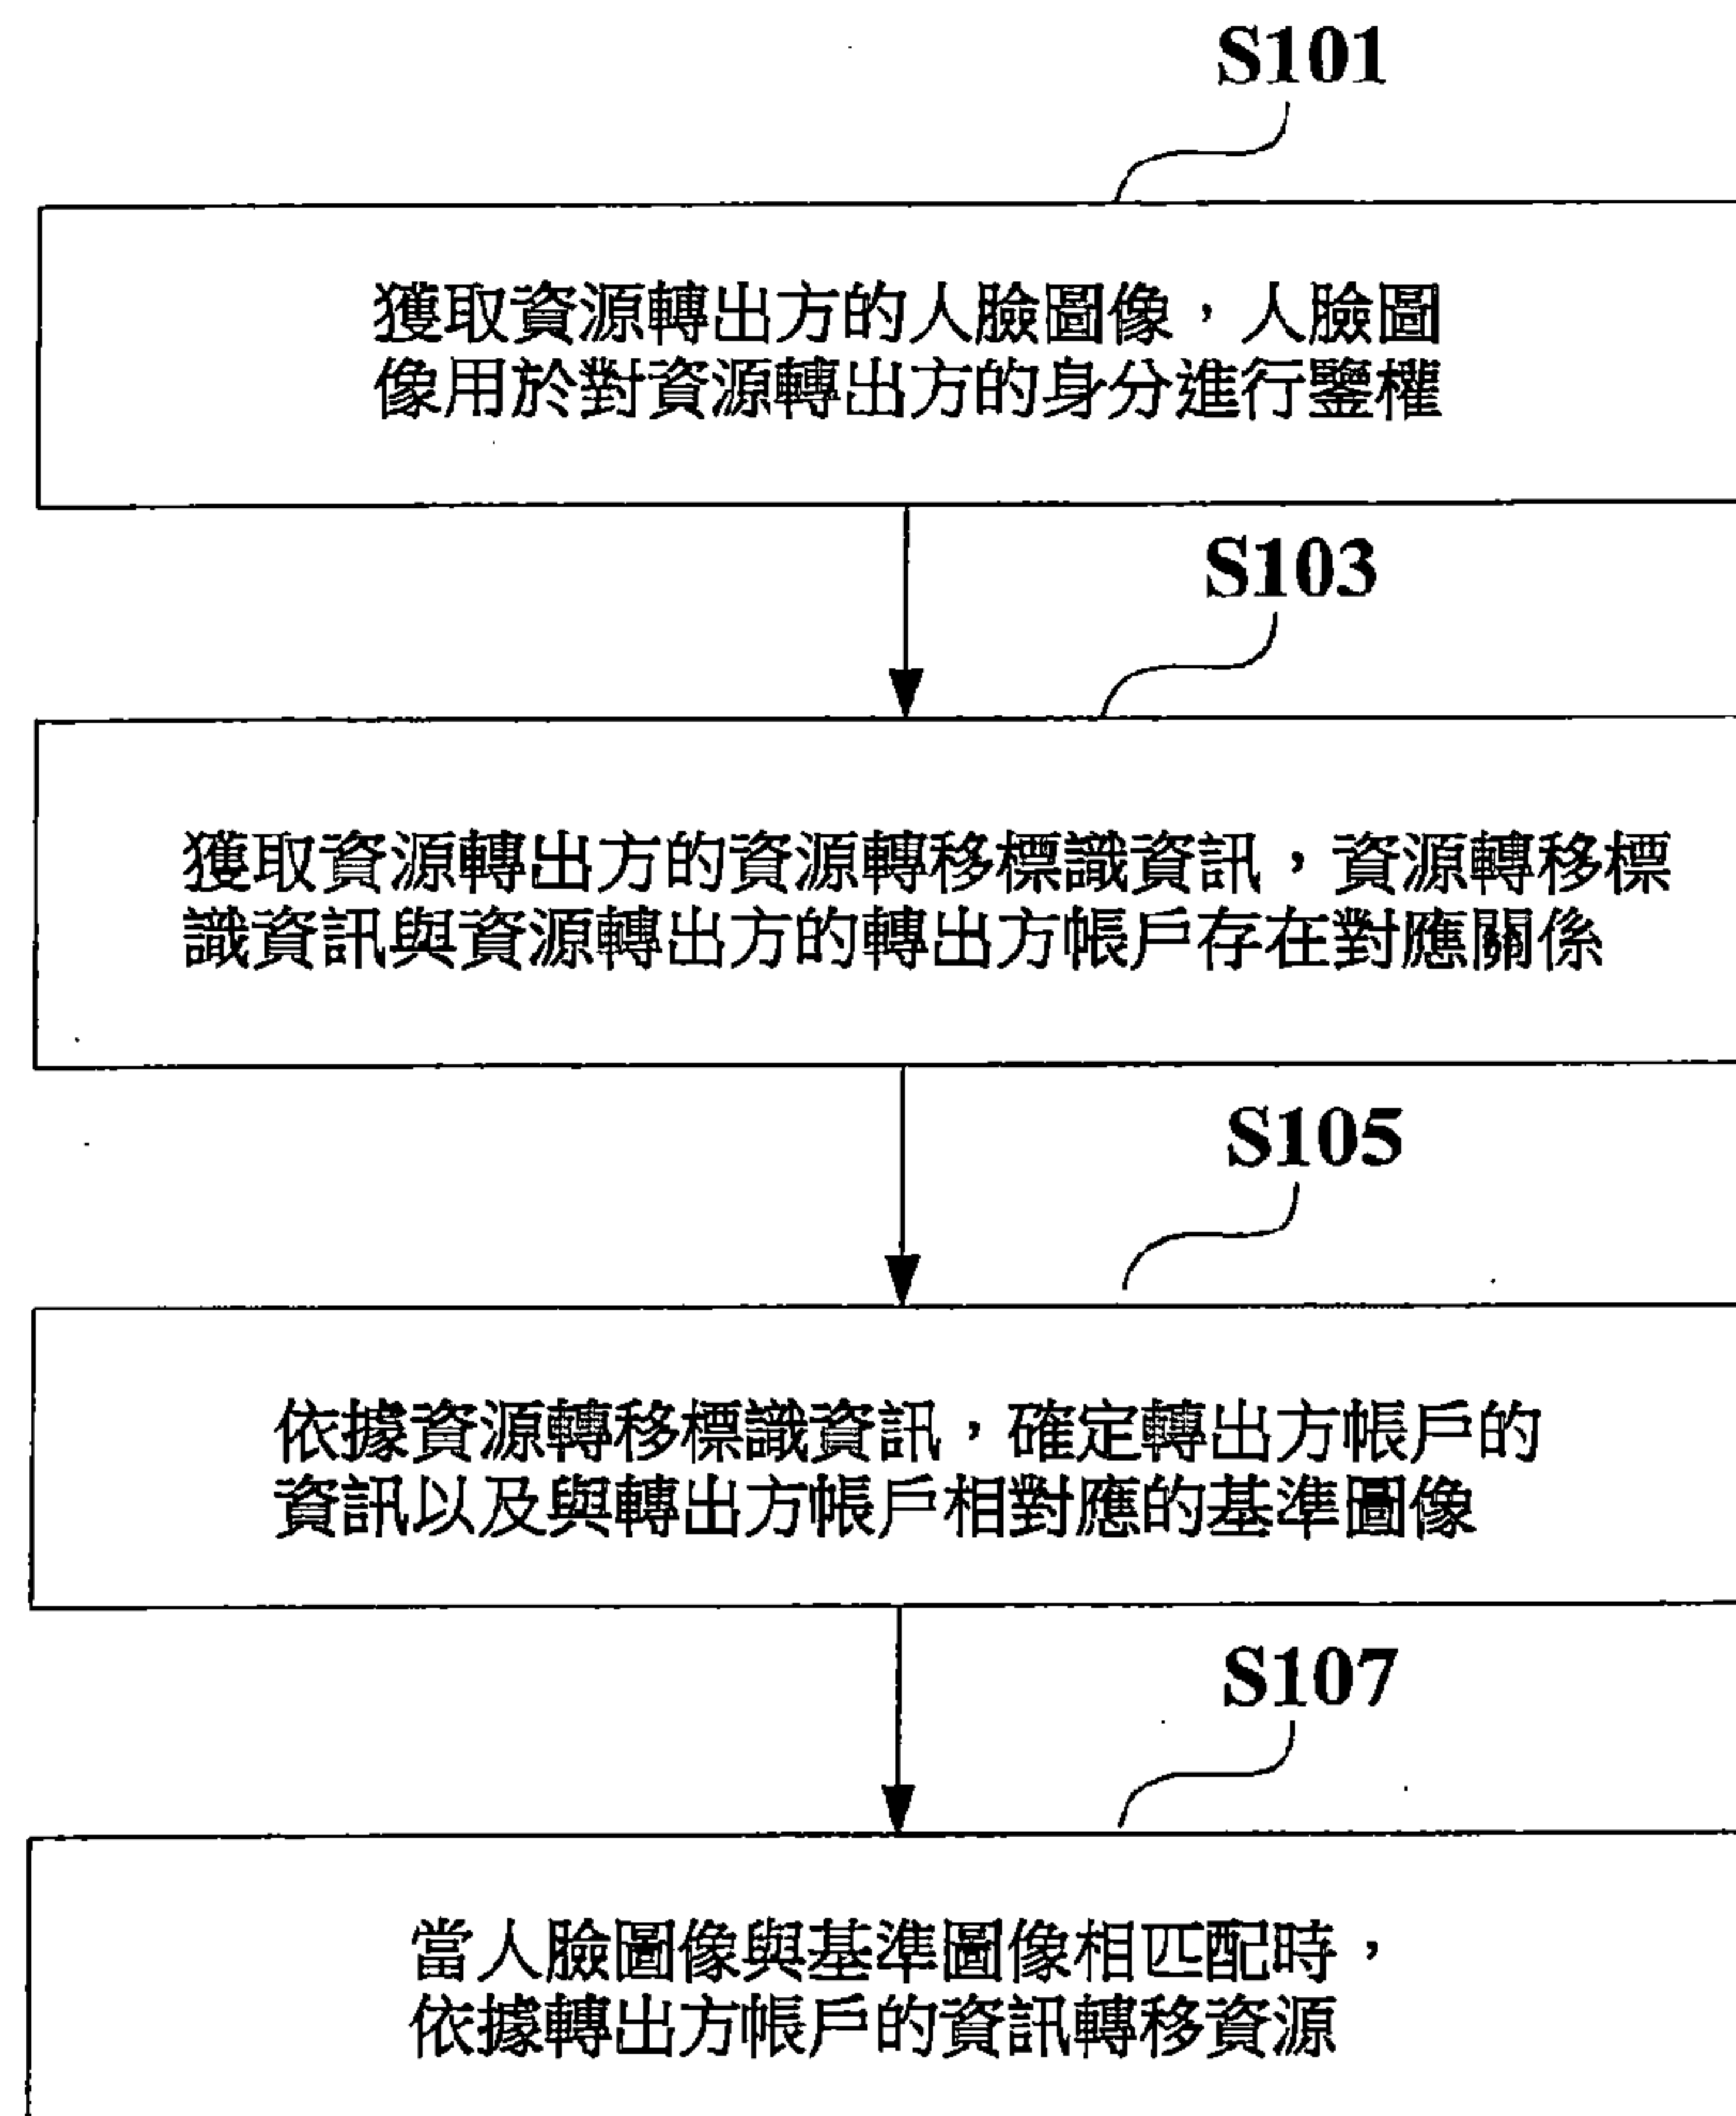 S101
獲取資源轉出方的人臉圖像，人臉圖
像用於對資源轉出方的身分進行鑒權
S103
獲取資源轉出方的資源轉移標識資訊，資源轉移標
識資訊與資源轉出方的轉出方帳戶存在對應關係
S105
依據資源轉移標識資訊，確定轉出方帳戶的
資訊以及與轉出方帳戶相對應的基準圖像
S107
當人臉圖像與基準圖像相匹配時，
依據轉出方帳戶的資訊轉移資源